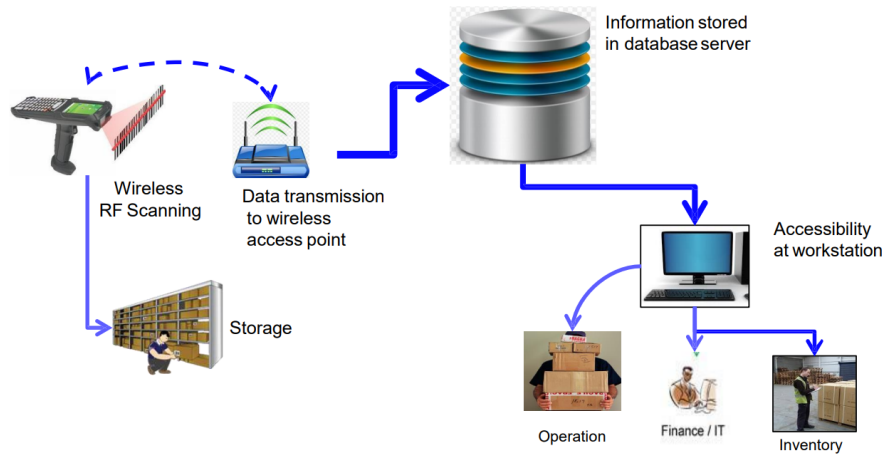 Information stored
in database server
Wireless
RF Scanning
Data transmission
to wireless
access point
Accessibility
at workstation
Storage
Operation
Finance / IT
Inventory